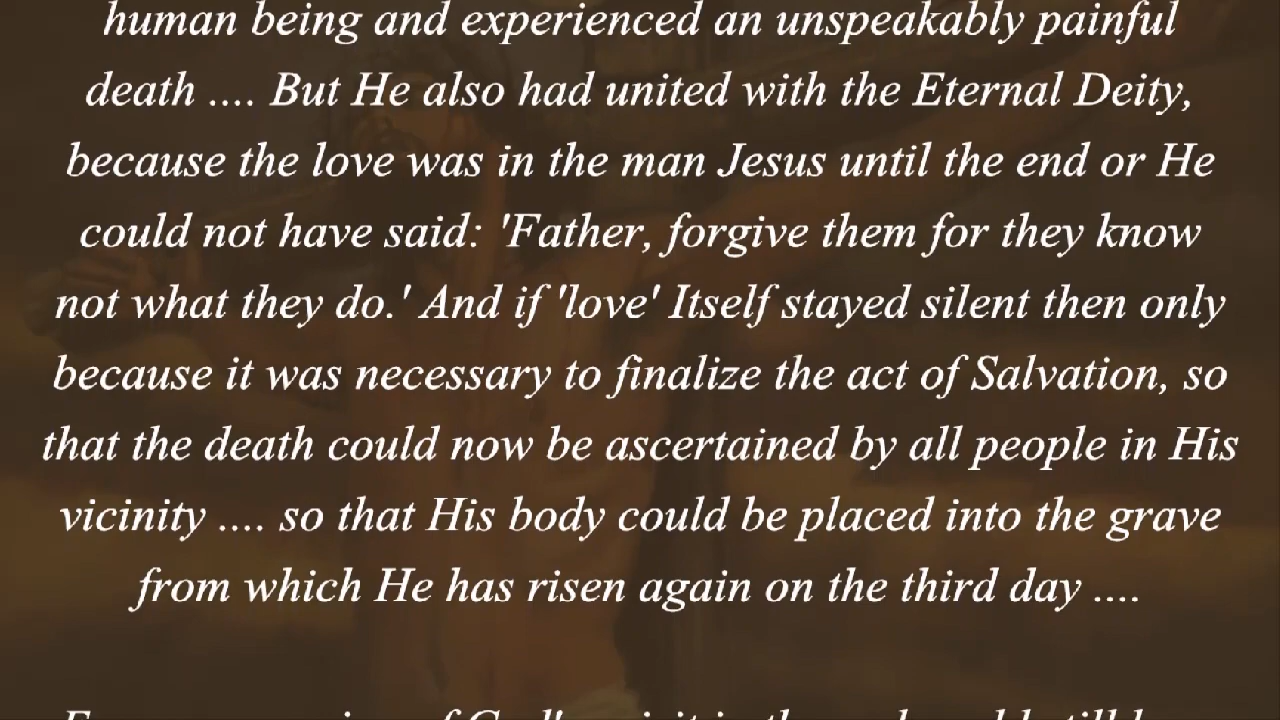 human being and experienced an unspeakably painful
death .... But He also had united with the Eternal Deity,
because the love was in the man Jesus until the end or He
could not have said: 'Father, forgive them for they know
not what they do.' And if 'love' Itself stayed silent then only
because it was necessary to finalize the act of Salvation, so
that the death could now be ascertained by all people in His
vicinity .... so that His body could be placed into the grave
from which He has risen again on the third day ....